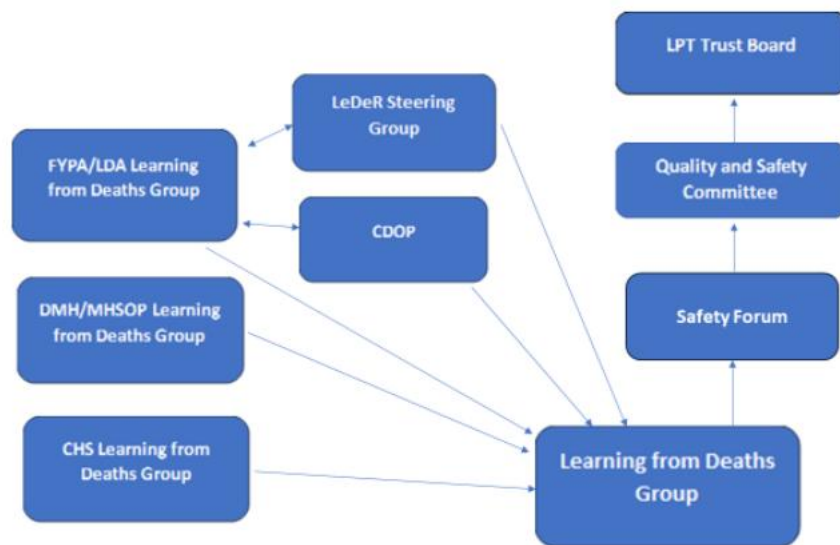 LPT Trust Board
LeDeR Steering
Group
FYPA/LDA Learning
from Deaths Group
Quality and Safety
Committee
CDOP
DMH/MHSOP Learning
from Deaths Group
Safety Forum
CHS Learning from
Deaths Group
Learning from Deaths
Group